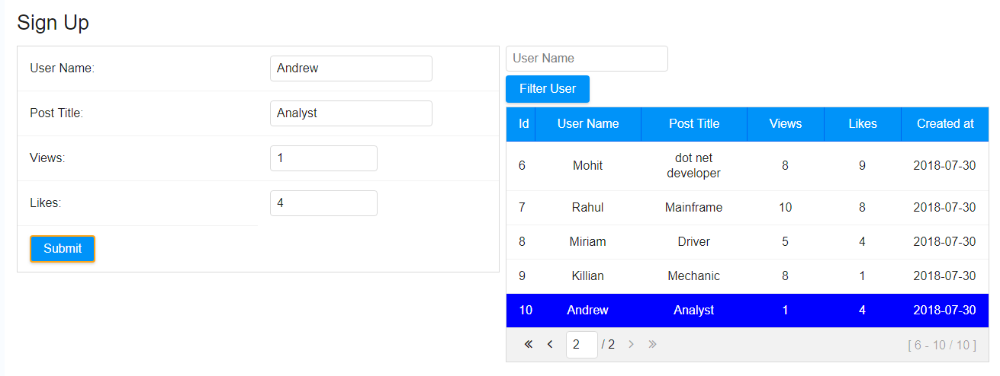 Sign Up
User Name: Andrew
Post Title: Analyst
Views: 1
Likes: 4
Submit
User Name
Filter User
Id User Name Post Title Views Likes Created at
6 Mohit dot net developer 8 9 2018-07-30
7 Rahul Mainframe 10 8 2018-07-30
8 Miriam Driver 5 4 2018-07-30
9 Killian Mechanic 8 1 2018-07-30
10 Andrew Analyst 1 4 2018-07-30
2 / 2 [ 6 - 10 / 10 ]